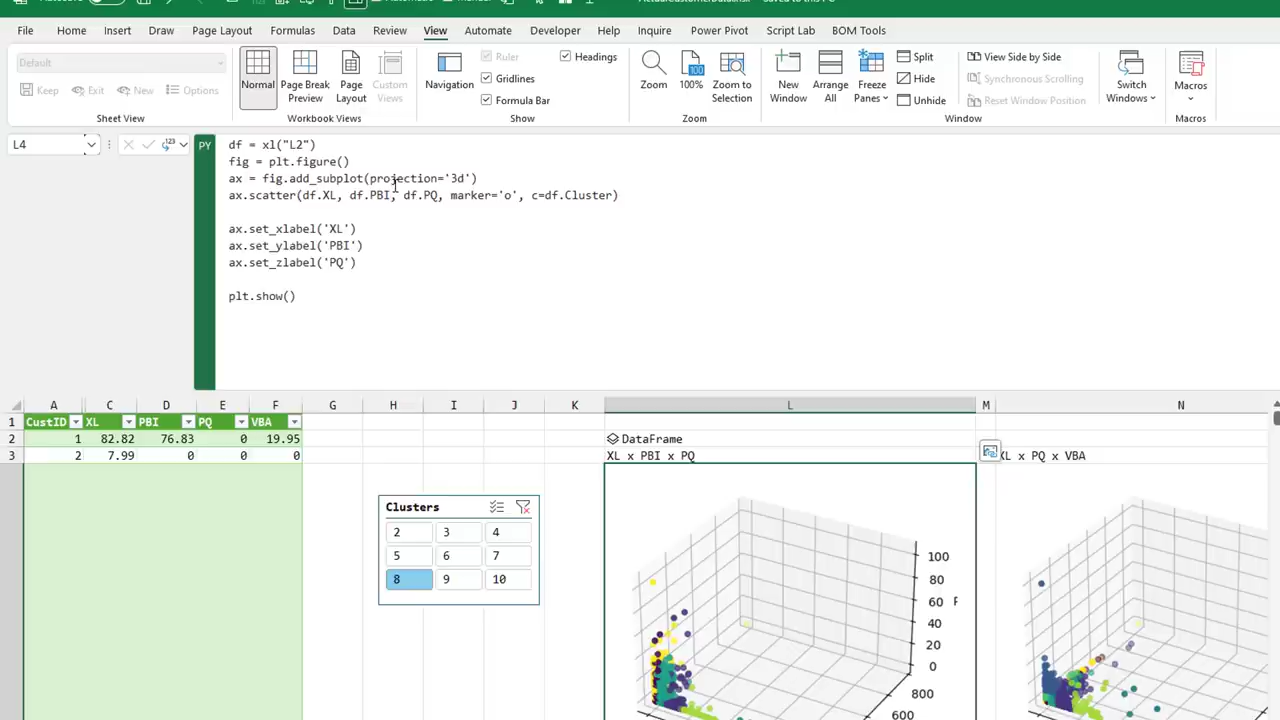 File Home Insert Draw Page Layout Formulas Data Review View Automate Developer Help Inquire Power Pivot Script Lab BOM Tools
Default
Keep Exit New Options
Sheet View
Normal
Page Break Preview
Page Layout
Custom Views
Workbook Views
Navigation
Ruler
Gridlines
Formula Bar
Headings
Show
Zoom
100%
Zoom to Selection
Zoom
New Window
Arrange All
Freeze Panes
Split
Hide
Unhide
View Side by Side
Synchronous Scrolling
Reset Window Position
Switch Windows
Window
Macros
Macros
L4
PY
df = xl("L2")
fig = plt.figure()
ax = fig.add_subplot(projection='3d')
ax.scatter(df.XL, df.PBI, df.PQ, marker='o', c=df.Cluster)
ax.set_xlabel('XL')
ax.set_ylabel('PBI')
ax.set_zlabel('PQ')
plt.show()
A C D E F G H I J K L M N
1 CustID XL PBI PQ VBA
2 1 82.82 76.83 0 19.95 DataFrame
3 2 7.99 0 0 0 XL x PBI x PQ XL x PQ x VBA
Clusters
2 3 4
5 6 7
8 9 10
100
80
60
40
20
0
800
600